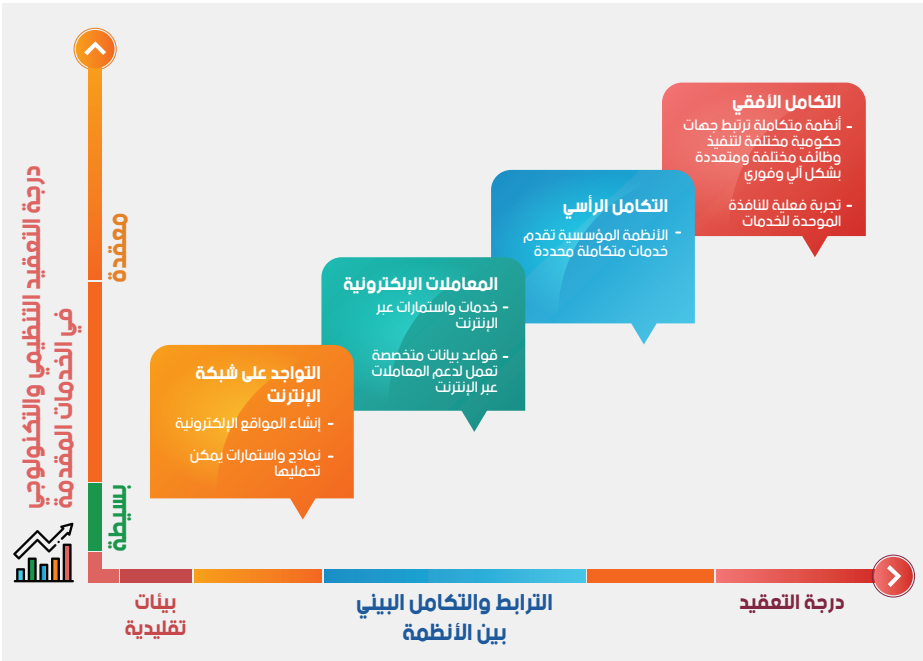 التكامل الأفقي
- أنظمة متكاملة ترتبط جهات
حكومية مختلفة لتنفيذ
وظائف مختلفة ومتعددة
بشكل آلي وفوري
- تجربة فعلية للنافذة
الموحدة للخدمات
التكامل الرأسي
- الأنظمة المؤسسية تقدم
خدمات متكاملة محددة
المعاملات الإلكترونية
- خدمات واستمارات عبر
الإنترنت
- قواعد بيانات متخصصة
تعمل لدعم المعاملات
عبر الإنترنت
التواجد على شبكة
الإنترنت
- إنشاء المواقع الإلكترونية
- نماذج واستمارات يمكن
تحمليها
درجة التعقيد التنظيمي والتكنولوجي
في الخدمات المقدمة
معقدة
بسيطة
بيئات
تقليدية
الترابط والتكامل البيني
بين الأنظمة
درجة التعقيد